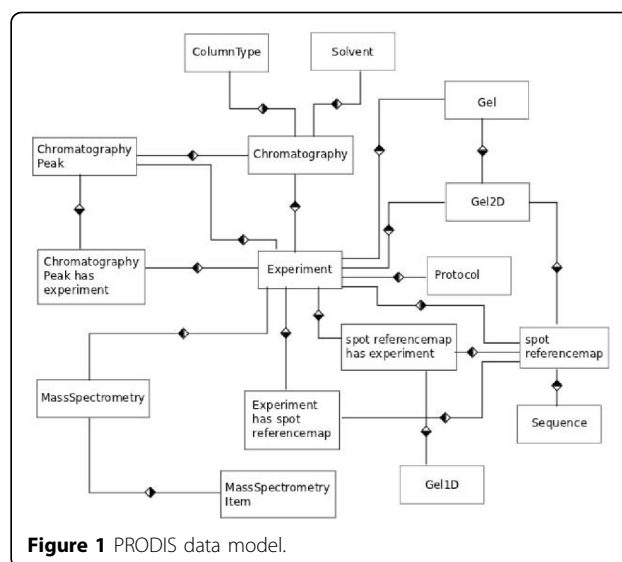 ColumnType
Solvent
Gel
Chromatography
Peak
Chromatography
Gel2D
Chromatography
Peak has
experiment
Experiment
Protocol
spot referencemap
has experiment
spot
referencemap
MassSpectrometry
Experiment
has spot
referencemap
Sequence
MassSpectrometry
Item
Gel1D
Figure 1 PRODIS data model.